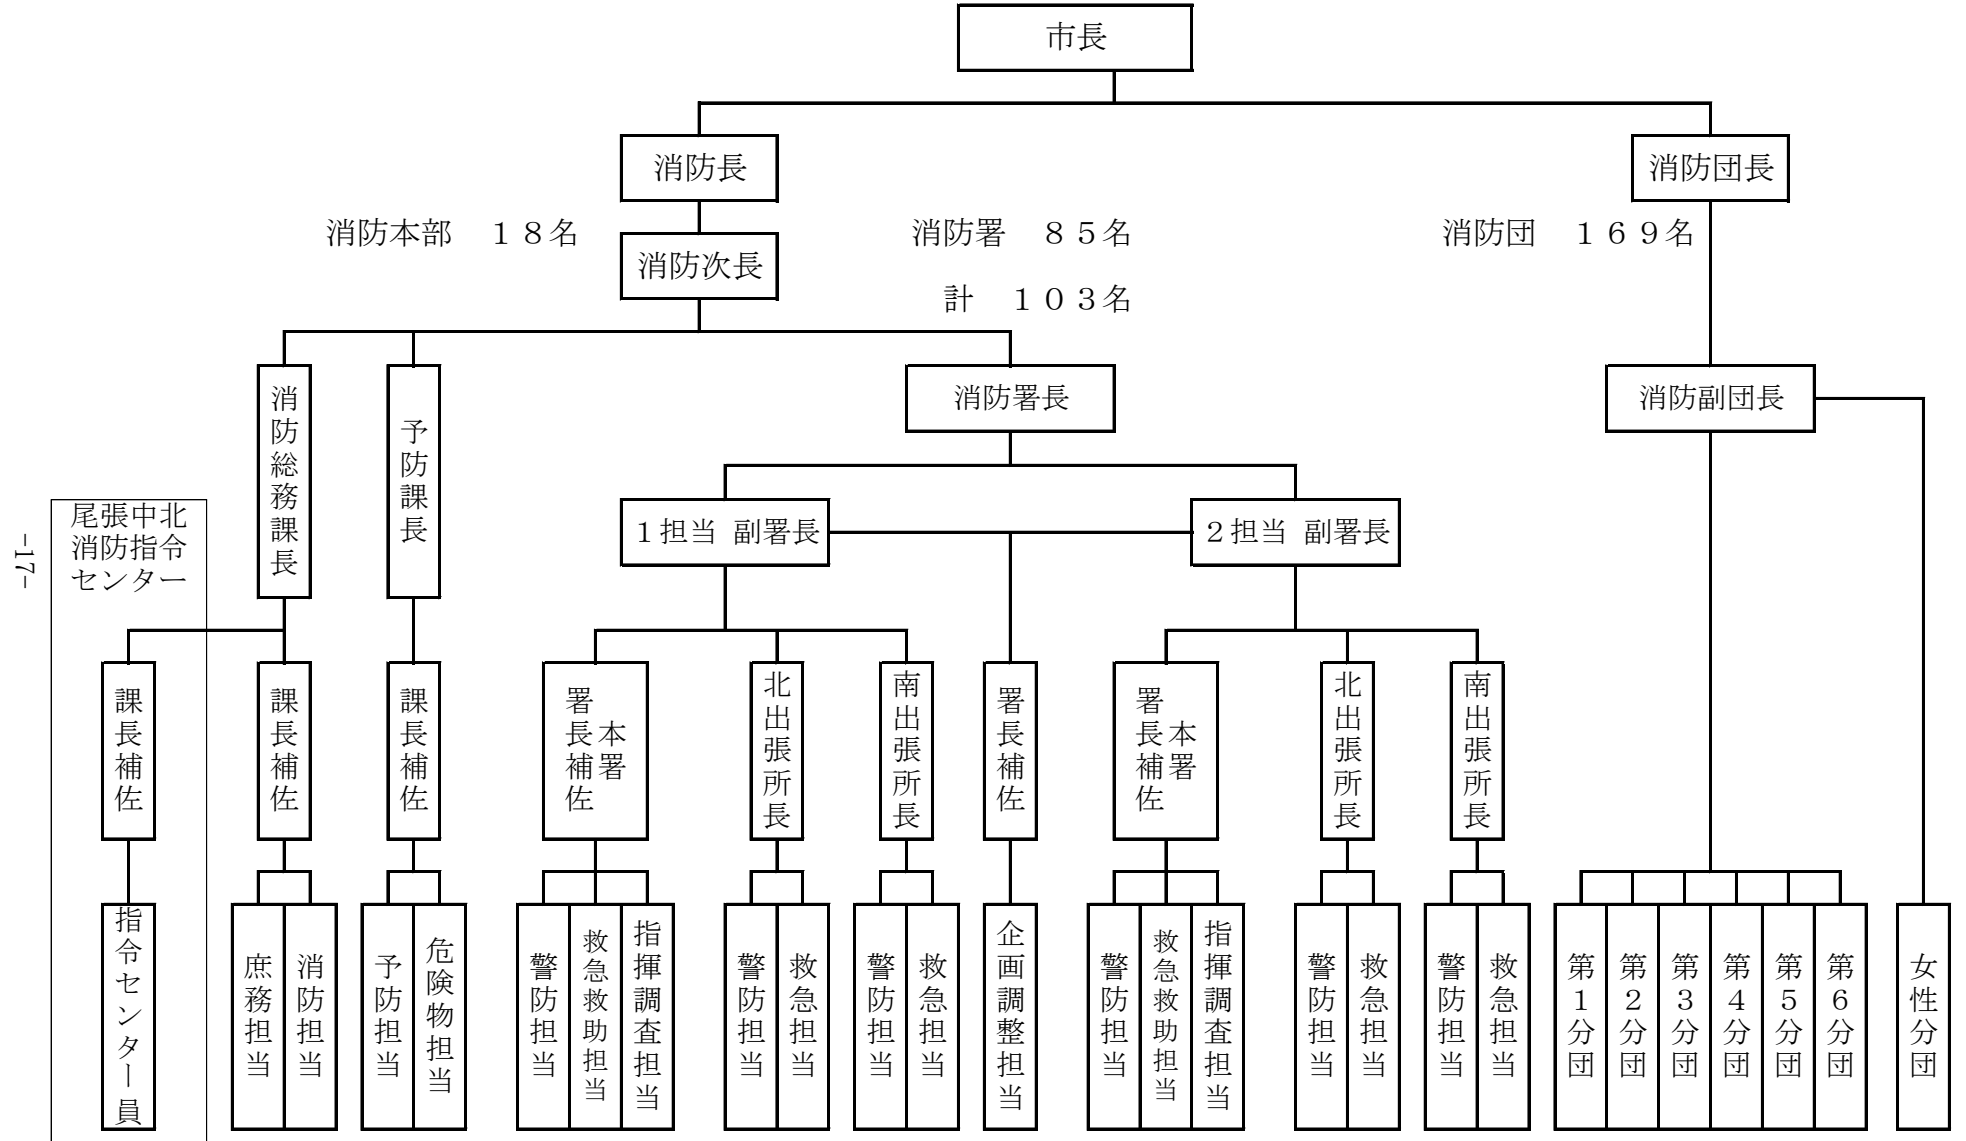 市長
消防長
消防団長
消防本部　１８名
消防署　８５名
消防団　１６９名
消防次長
計　１０３名
消防総務課長
予防課長
消防署長
消防副団長
尾張中北
消防指令
センター
１担当 副署長
２担当 副署長
-17-
課長補佐
課長補佐
課長補佐
本署
署長補佐
北出張所長
南出張所長
署長補佐
本署
署長補佐
北出張所長
南出張所長
指令センター員
庶務担当
消防担当
予防担当
危険物担当
警防担当
救急救助担当
指揮調査担当
警防担当
救急担当
警防担当
救急担当
企画調整担当
警防担当
救急救助担当
指揮調査担当
警防担当
救急担当
警防担当
救急担当
第１分団
第２分団
第３分団
第４分団
第５分団
第６分団
女性分団